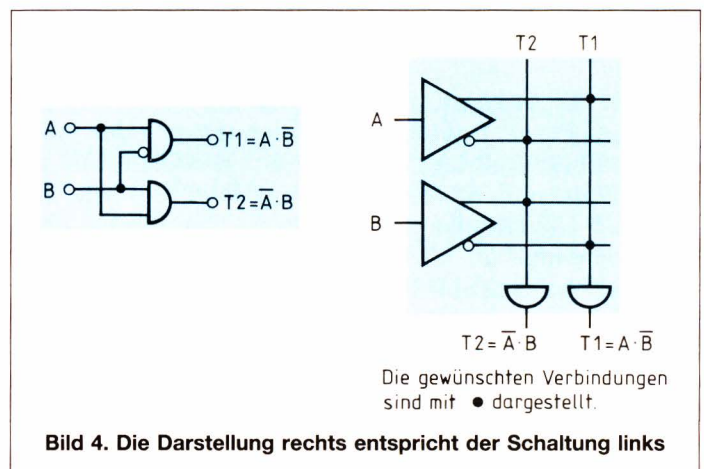 A
T1=A·B̅
B
T2=A̅·B
T2 T1
A
B
T2=A̅·B T1=A·B̅
Die gewünschten Verbindungen
sind mit ● dargestellt.
Bild 4. Die Darstellung rechts entspricht der Schaltung links